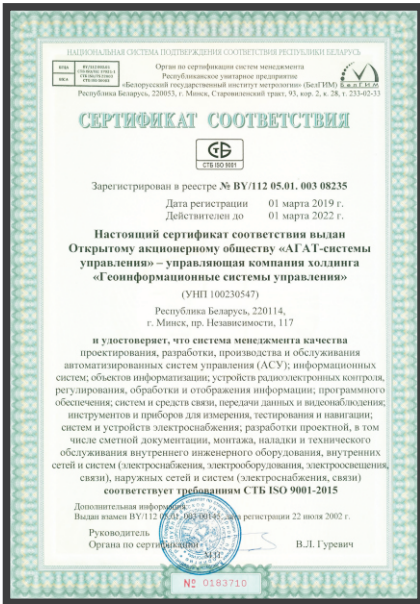 НАЦИОНАЛЬНАЯ СИСТЕМА ПОДТВЕРЖДЕНИЯ СООТВЕТСТВИЯ РЕСПУБЛИКИ БЕЛАРУСЬ
Орган по сертификации систем менеджмента
Республиканское унитарное предприятие
«Белорусский государственный институт метрологии» (БелГИМ)
БелГИМ
Республика Беларусь, 220053, г. Минск, Старовиленский тракт, 93, кор. 2, к. 28, т. 233-02-33
СЕРТИФИКАТ СООТВЕТСТВИЯ
СТБ ISO 9001
Зарегистрирован в реестре № BY/112 05.01. 003 08235
Дата регистрации 01 марта 2019 г.
Действителен до 01 марта 2022 г.
Настоящий сертификат соответствия выдан
Открытому акционерному обществу «АГАТ-системы
управления» – управляющая компания холдинга
«Геоинформационные системы управления»
(УНП 100230547)
Республика Беларусь, 220114,
г. Минск, пр. Независимости, 117
и удостоверяет, что система менеджмента качества
проектирования, разработки, производства и обслуживания
автоматизированных систем управления (АСУ); информационных
систем; объектов информатизации; устройств радиоэлектронных контроля,
регулирования, обработки и отображения информации; программного
обеспечения; систем и средств связи, передачи данных и видеонаблюдения;
инструментов и приборов для измерения, тестирования и навигации;
систем и устройств электроснабжения; разработки проектной, в том
числе сметной документации, монтажа, наладки и технического
обслуживания внутреннего инженерного оборудования, внутренних
сетей и систем (электроснабжения, электрооборудования, электроосвещения,
связи), наружных сетей и систем (электроснабжения, связи)
соответствует требованиям СТБ ISO 9001-2015
Дополнительная информация
Выдан взамен BY/112 05.01. 003 00145, дата регистрации 22 июля 2002 г.
Руководитель
Органа по сертификации
В.Л. Гуревич
М.П.
№ 0183710